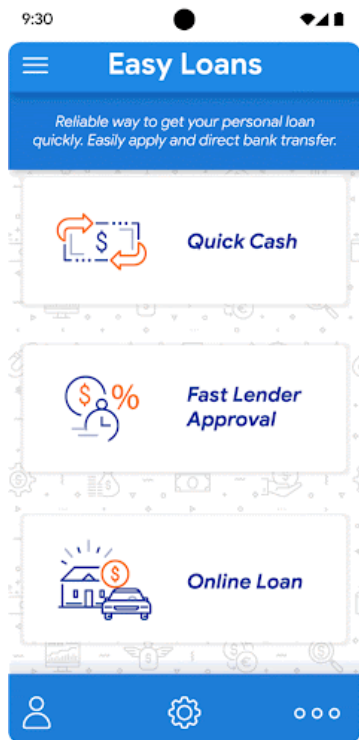 9:30
Easy Loans
Reliable way to get your personal loan
quickly. Easily apply and direct bank transfer.
$
Quick Cash
$ %
Fast Lender
Approval
$
Online Loan